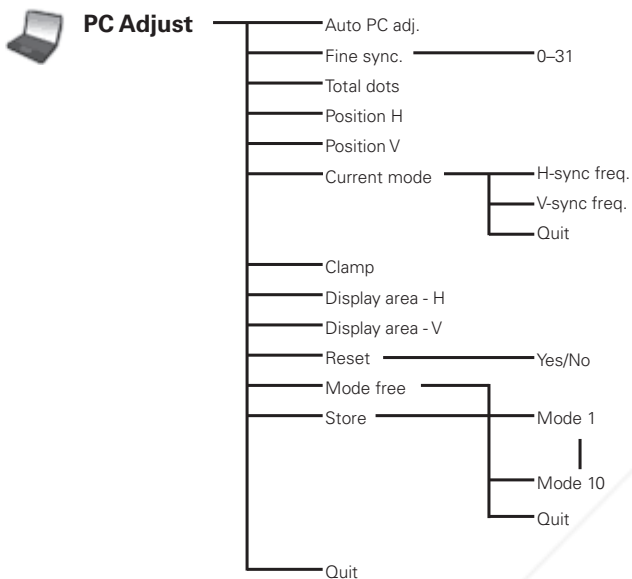 PC Adjust
Auto PC adj.
Fine sync.
0–31
Total dots
Position H
Position V
Current mode
H-sync freq.
V-sync freq.
Quit
Clamp
Display area - H
Display area - V
Reset
Yes/No
Mode free
Store
Mode 1
Mode 10
Quit
Quit